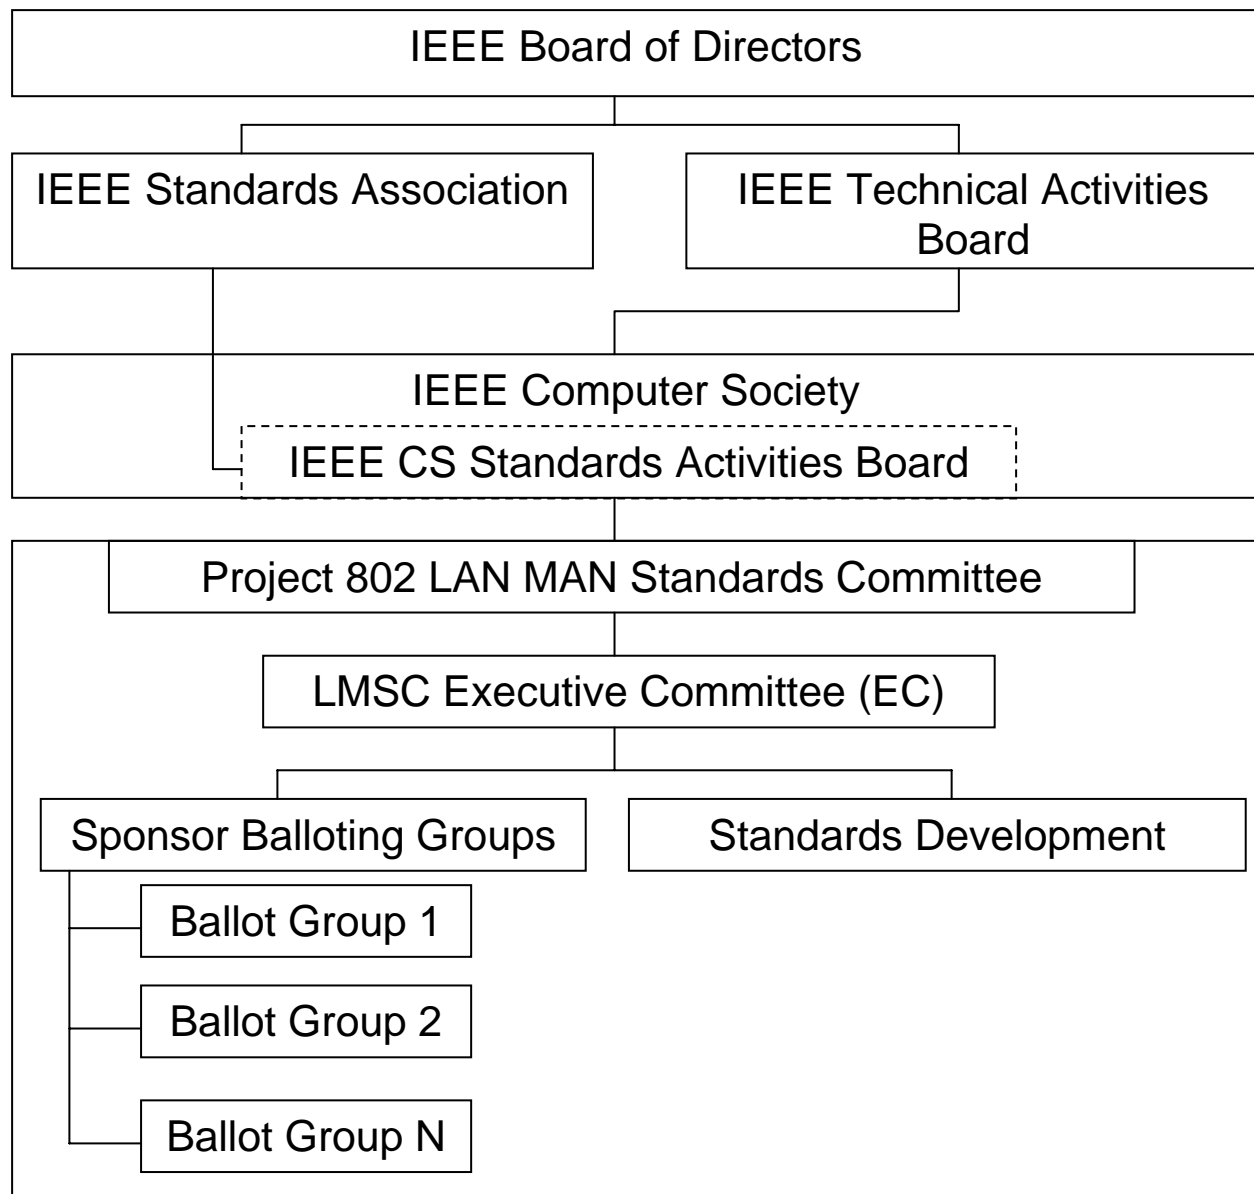 IEEE Board of Directors
IEEE Standards Association
IEEE Technical Activities
Board
IEEE Computer Society
IEEE CS Standards Activities Board
Project 802 LAN MAN Standards Committee
LMSC Executive Committee (EC)
Sponsor Balloting Groups
Standards Development
Ballot Group 1
Ballot Group 2
Ballot Group N